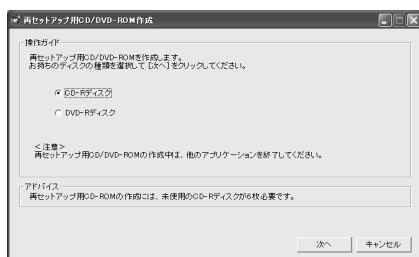 再セットアップ用CD/DVD-ROM作成
操作ガイド
再セットアップ用CD/DVD-ROMを作成します。
お持ちのディスクの種類を選択して [次へ] をクリックしてください。
CD-Rディスク
DVD-Rディスク
<注意>
再セットアップ用CD/DVD-ROMの作成中は、他のアプリケーションを終了してください。
アドバイス
再セットアップ用CD-ROMの作成には、未使用のCD-Rディスクが6枚必要です。
次へ キャンセル